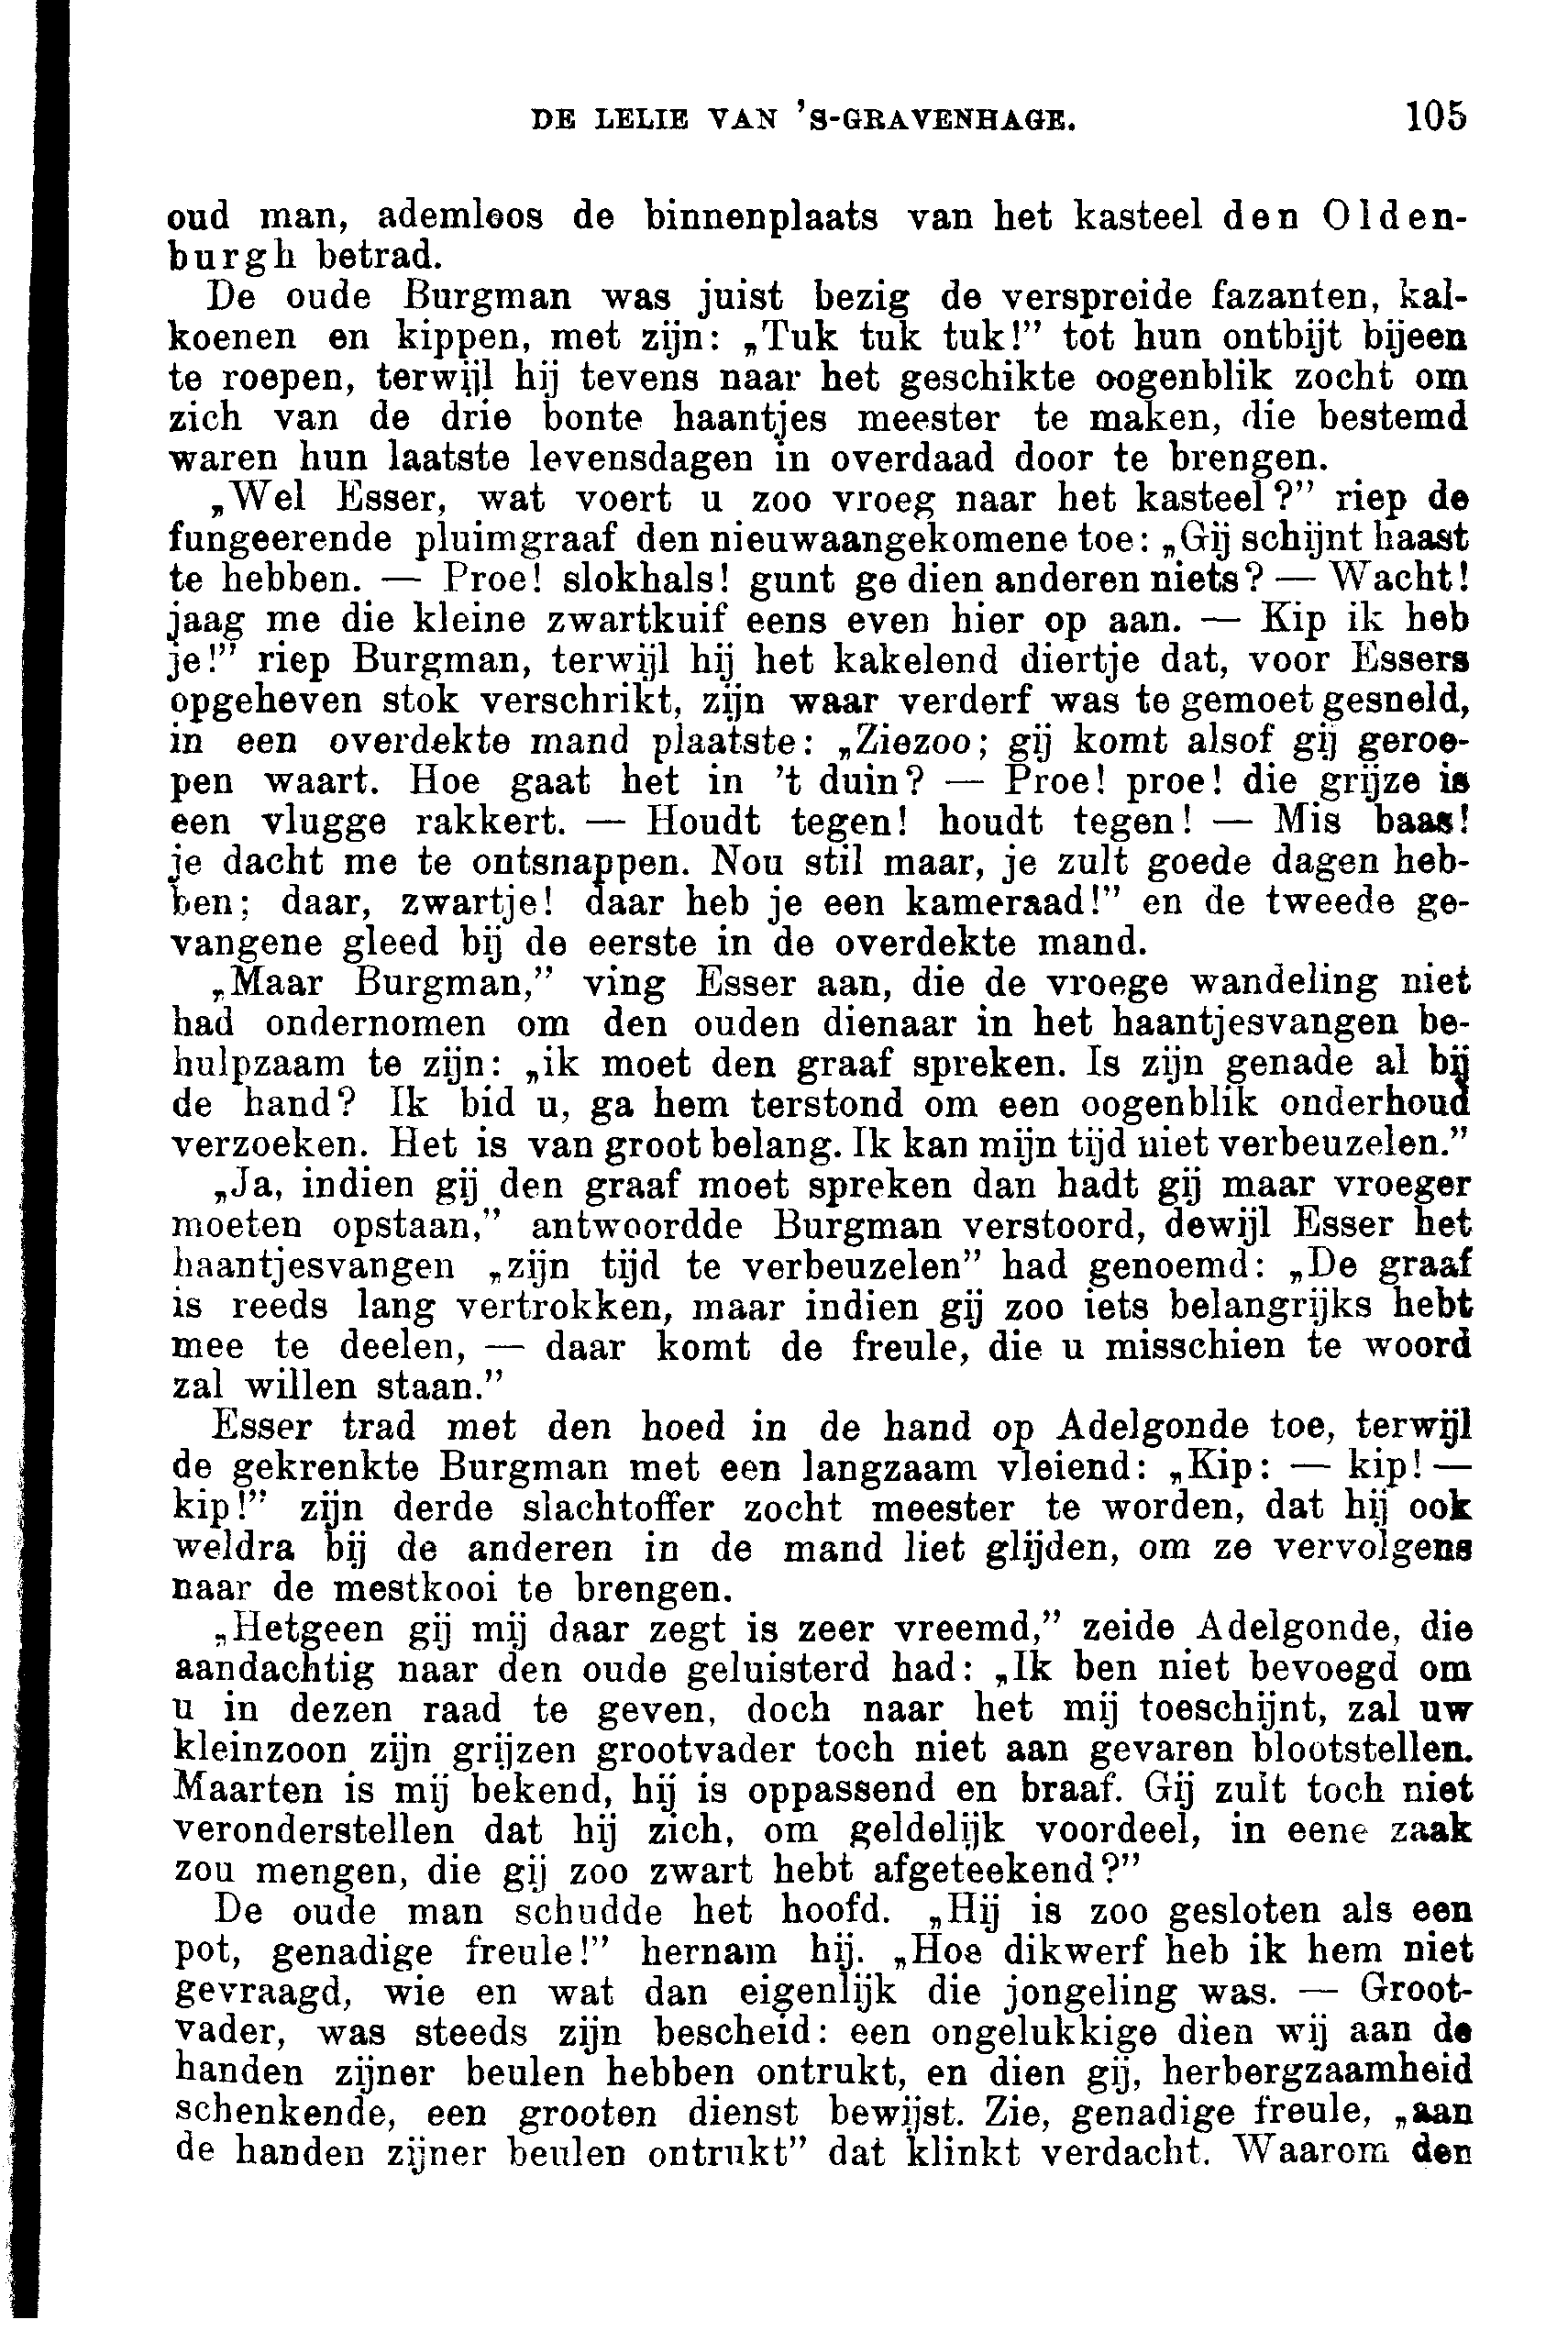 DE LELIE VAN 'S-GRAVENHAGE. 105
oud man, ademloos de binnenplaats van het kasteel den Olden-
burgh betrad.
De oude Burgman was juist bezig de verspreide fazanten, kal-
koenen en kippen, met zijn: „Tuk tuk tuk!” tot hun ontbijt bijeen
te roepen, terwijl hij tevens naar het geschikte oogenblik zocht om
zich van de drie bonte haantjes meester te maken, die bestemd
waren hun laatste levensdagen in overdaad door te brengen.
„Wel Esser, wat voert u zoo vroeg naar het kasteel?” riep de
fungeerende pluimgraaf den nieuwaangekomene toe: „Gij schijnt haast
te hebben. — Proe! slokhals! gunt ge dien anderen niets? — Wacht!
jaag me die kleine zwartkuif eens even hier op aan. — Kip ik heb
je!” riep Burgman, terwijl hij het kakelend diertje dat, voor Essers
opgeheven stok verschrikt, zijn waar verderf was te gemoet gesneld,
in een overdekte mand plaatste: „Ziezoo; gij komt alsof gij geroe-
pen waart. Hoe gaat het in 't duin? — Proe! proe! die grijze is
een vlugge rakkert. — Houdt tegen! houdt tegen! — Mis baas!
je dacht me te ontsnappen. Nou stil maar, je zult goede dagen heb-
ben; daar, zwartje! daar heb je een kameraad!” en de tweede ge-
vangene gleed bij de eerste in de overdekte mand.
„Maar Burgman,” ving Esser aan, die de vroege wandeling niet
had ondernomen om den ouden dienaar in het haantjesvangen be-
hulpzaam te zijn: „ik moet den graaf spreken. Is zijn genade al bij
de hand? Ik bid u, ga hem terstond om een oogenblik onderhoud
verzoeken. Het is van groot belang. Ik kan mijn tijd niet verbeuzelen.”
„Ja, indien gij den graaf moet spreken dan hadt gij maar vroeger
moeten opstaan,” antwoordde Burgman verstoord, dewijl Esser het
haantjesvangen „zijn tijd te verbeuzelen” had genoemd: „De graaf
is reeds lang vertrokken, maar indien gij zoo iets belangrijks hebt
mee te deelen, — daar komt de freule, die u misschien te woord
zal willen staan.”
Esser trad met den hoed in de hand op Adelgonde toe, terwijl
de gekrenkte Burgman met een langzaam vleiend: „Kip: — kip! —
kip!” zijn derde slachtoffer zocht meester te worden, dat hij ook
weldra bij de anderen in de mand liet glijden, om ze vervolgens
naar de mestkooi te brengen.
„Hetgeen gij mij daar zegt is zeer vreemd,” zeide Adelgonde, die
aandachtig naar den oude geluisterd had: „Ik ben niet bevoegd om
u in dezen raad te geven, doch naar het mij toeschijnt, zal uw
kleinzoon zijn grijzen grootvader toch niet aan gevaren blootstellen.
Maarten is mij bekend, hij is oppassend en braaf. Gij zult toch niet
veronderstellen dat hij zich, om geldelijk voordeel, in eene zaak
zou mengen, die gij zoo zwart hebt afgeteekend?”
De oude man schudde het hoofd. „Hij is zoo gesloten als een
pot, genadige freule!” hernam hij. „Hoe dikwerf heb ik hem niet
gevraagd, wie en wat dan eigenlijk die jongeling was. — Groot-
vader, was steeds zijn bescheid: een ongelukkige dien wij aan de
handen zijner beulen hebben ontrukt, en dien gij, herbergzaamheid
schenkende, een grooten dienst bewijst. Zie, genadige freule, „aan
de handen zijner beulen ontrukt” dat klinkt verdacht. Waarom den